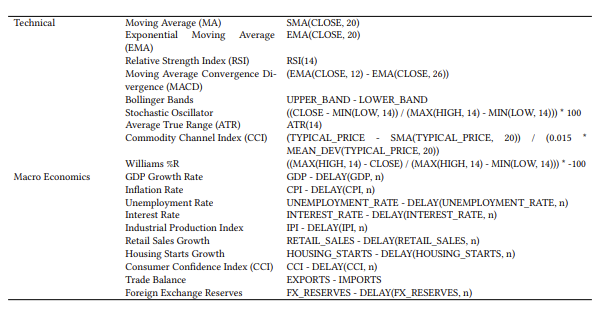 Technical Moving Average (MA) SMA(CLOSE, 20)
Exponential Moving Average (EMA) EMA(CLOSE, 20)
Relative Strength Index (RSI) RSI(14)
Moving Average Convergence Di-vergence (MACD) (EMA(CLOSE, 12) - EMA(CLOSE, 26))
Bollinger Bands UPPER_BAND - LOWER_BAND
Stochastic Oscillator ((CLOSE - MIN(LOW, 14)) / (MAX(HIGH, 14) - MIN(LOW, 14))) * 100
Average True Range (ATR) ATR(14)
Commodity Channel Index (CCI) (TYPICAL_PRICE - SMA(TYPICAL_PRICE, 20)) / (0.015 * MEAN_DEV(TYPICAL_PRICE, 20))
Williams %R ((MAX(HIGH, 14) - CLOSE) / (MAX(HIGH, 14) - MIN(LOW, 14))) * -100
Macro Economics GDP Growth Rate GDP - DELAY(GDP, n)
Inflation Rate CPI - DELAY(CPI, n)
Unemployment Rate UNEMPLOYMENT_RATE - DELAY(UNEMPLOYMENT_RATE, n)
Interest Rate INTEREST_RATE - DELAY(INTEREST_RATE, n)
Industrial Production Index IPI - DELAY(IPI, n)
Retail Sales Growth RETAIL_SALES - DELAY(RETAIL_SALES, n)
Housing Starts Growth HOUSING_STARTS - DELAY(HOUSING_STARTS, n)
Consumer Confidence Index (CCI) CCI - DELAY(CCI, n)
Trade Balance EXPORTS - IMPORTS
Foreign Exchange Reserves FX_RESERVES - DELAY(FX_RESERVES, n)